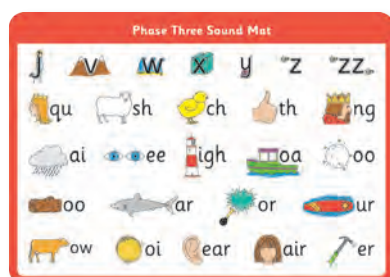 Phase Three Sound Mat
j v w x y z zz
qu sh ch th ng
ai ee igh oa oo
oo ar or ur
ow oi ear air er